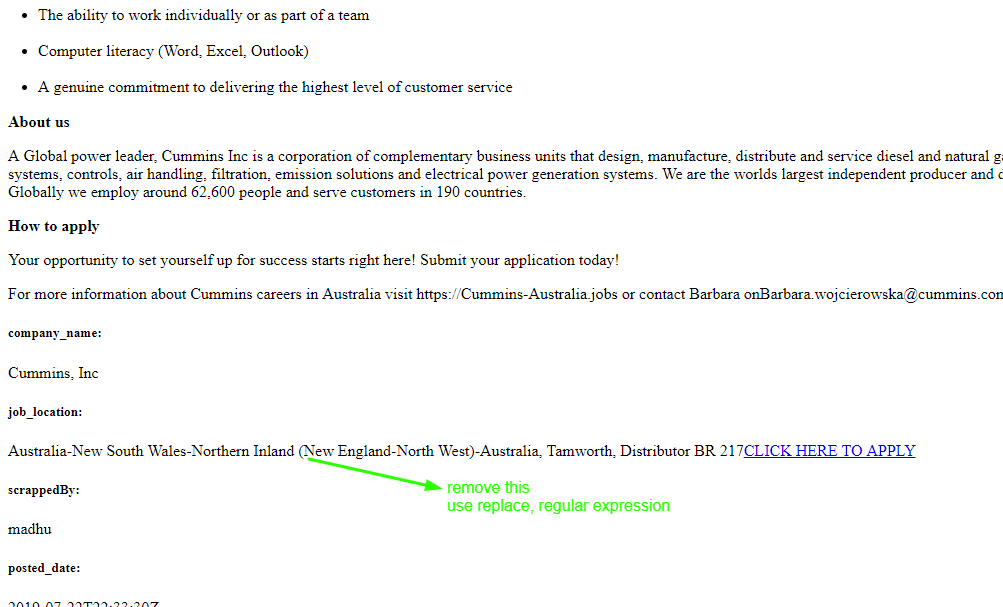 The ability to work individually or as part of a team
Computer literacy (Word, Excel, Outlook)
A genuine commitment to delivering the highest level of customer service
About us
A Global power leader, Cummins Inc is a corporation of complementary business units that design, manufacture, distribute and service diesel and natural
systems, controls, air handling, filtration, emission solutions and electrical power generation systems. We are the worlds largest independent producer and
Globally we employ around 62,600 people and serve customers in 190 countries.
How to apply
Your opportunity to set yourself up for success starts right here! Submit your application today!
For more information about Cummins careers in Australia visit https://Cummins-Australia.jobs or contact Barbara onBarbara.wojcierowska@cummins.com
company_name:
Cummins, Inc
job_location:
Australia-New South Wales-Northern Inland (New England-North West)-Australia, Tamworth, Distributor BR 217CLICK HERE TO APPLY
remove this
use replace, regular expression
scrappedBy:
madhu
posted_date:
2019-07-22T22:33:30Z